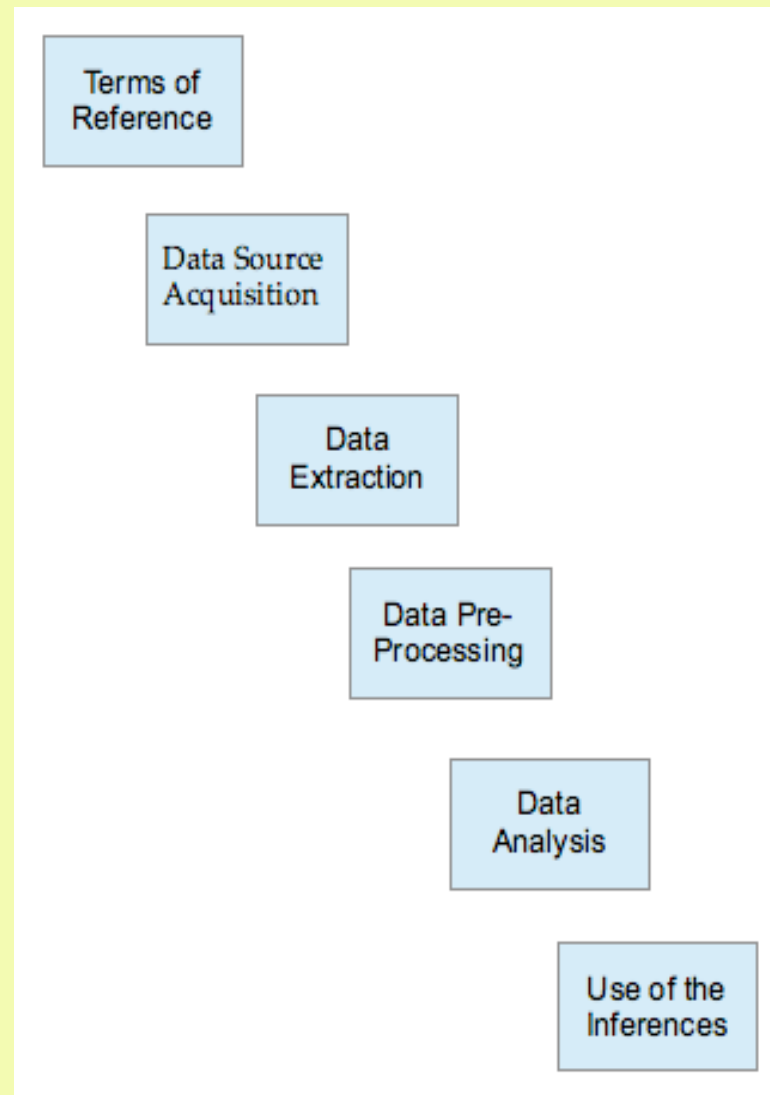 Terms of
Reference
Data Source
Acquisition
Data
Extraction
Data Pre-
Processing
Data
Analysis
Use of the
Inferences